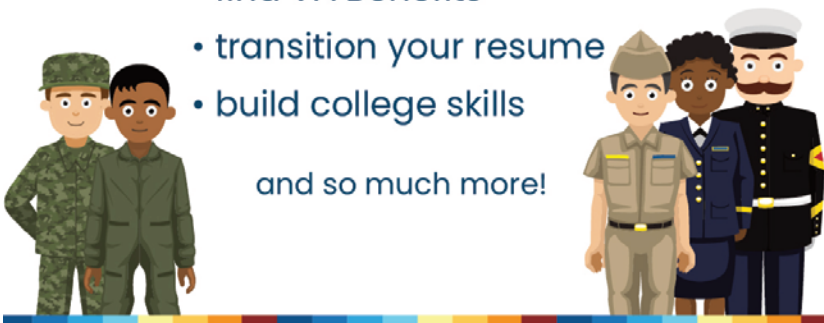 • transition your resume
• build college skills
and so much more!